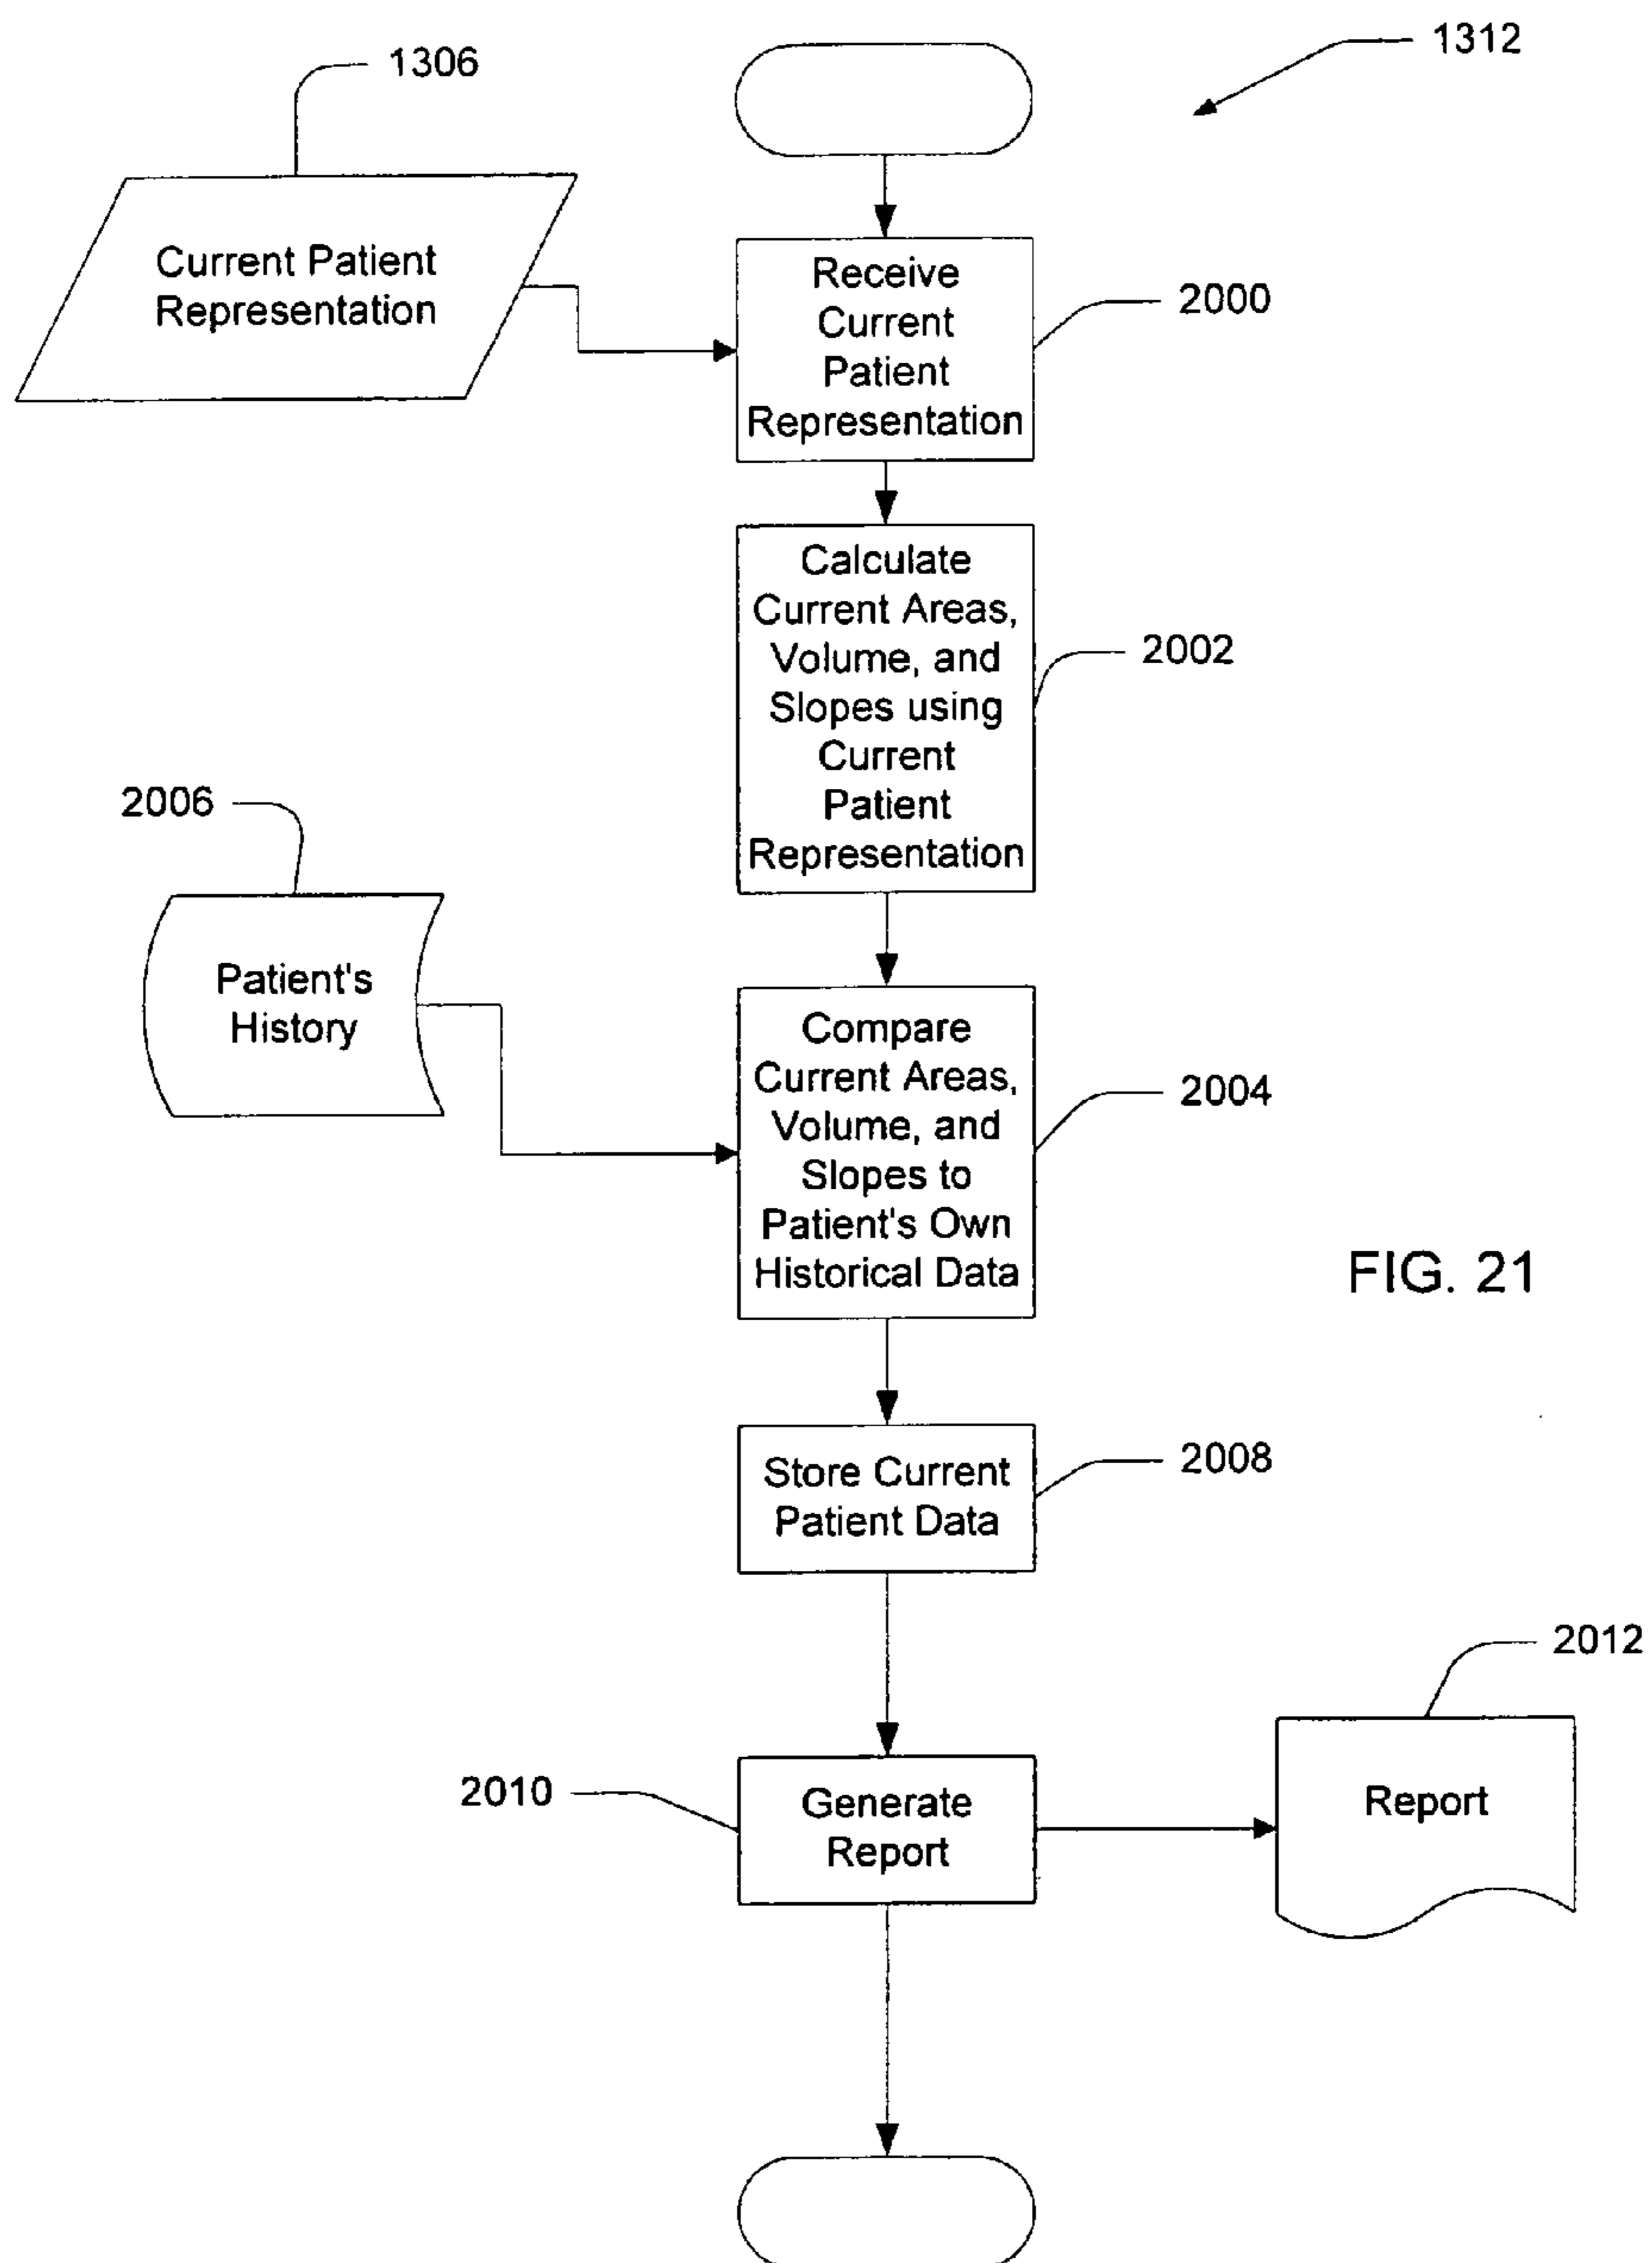 1312
1306
Current Patient
Representation
Receive
Current
Patient
Representation
2000
Calculate
Current Areas,
Volume, and
Slopes using
Current
Patient
Representation
2002
2006
Patient's
History
Compare
Current Areas,
Volume, and
Slopes to
Patient's Own
Historical Data
2004
FIG. 21
Store Current
Patient Data
2008
2010
Generate
Report
2012
Report